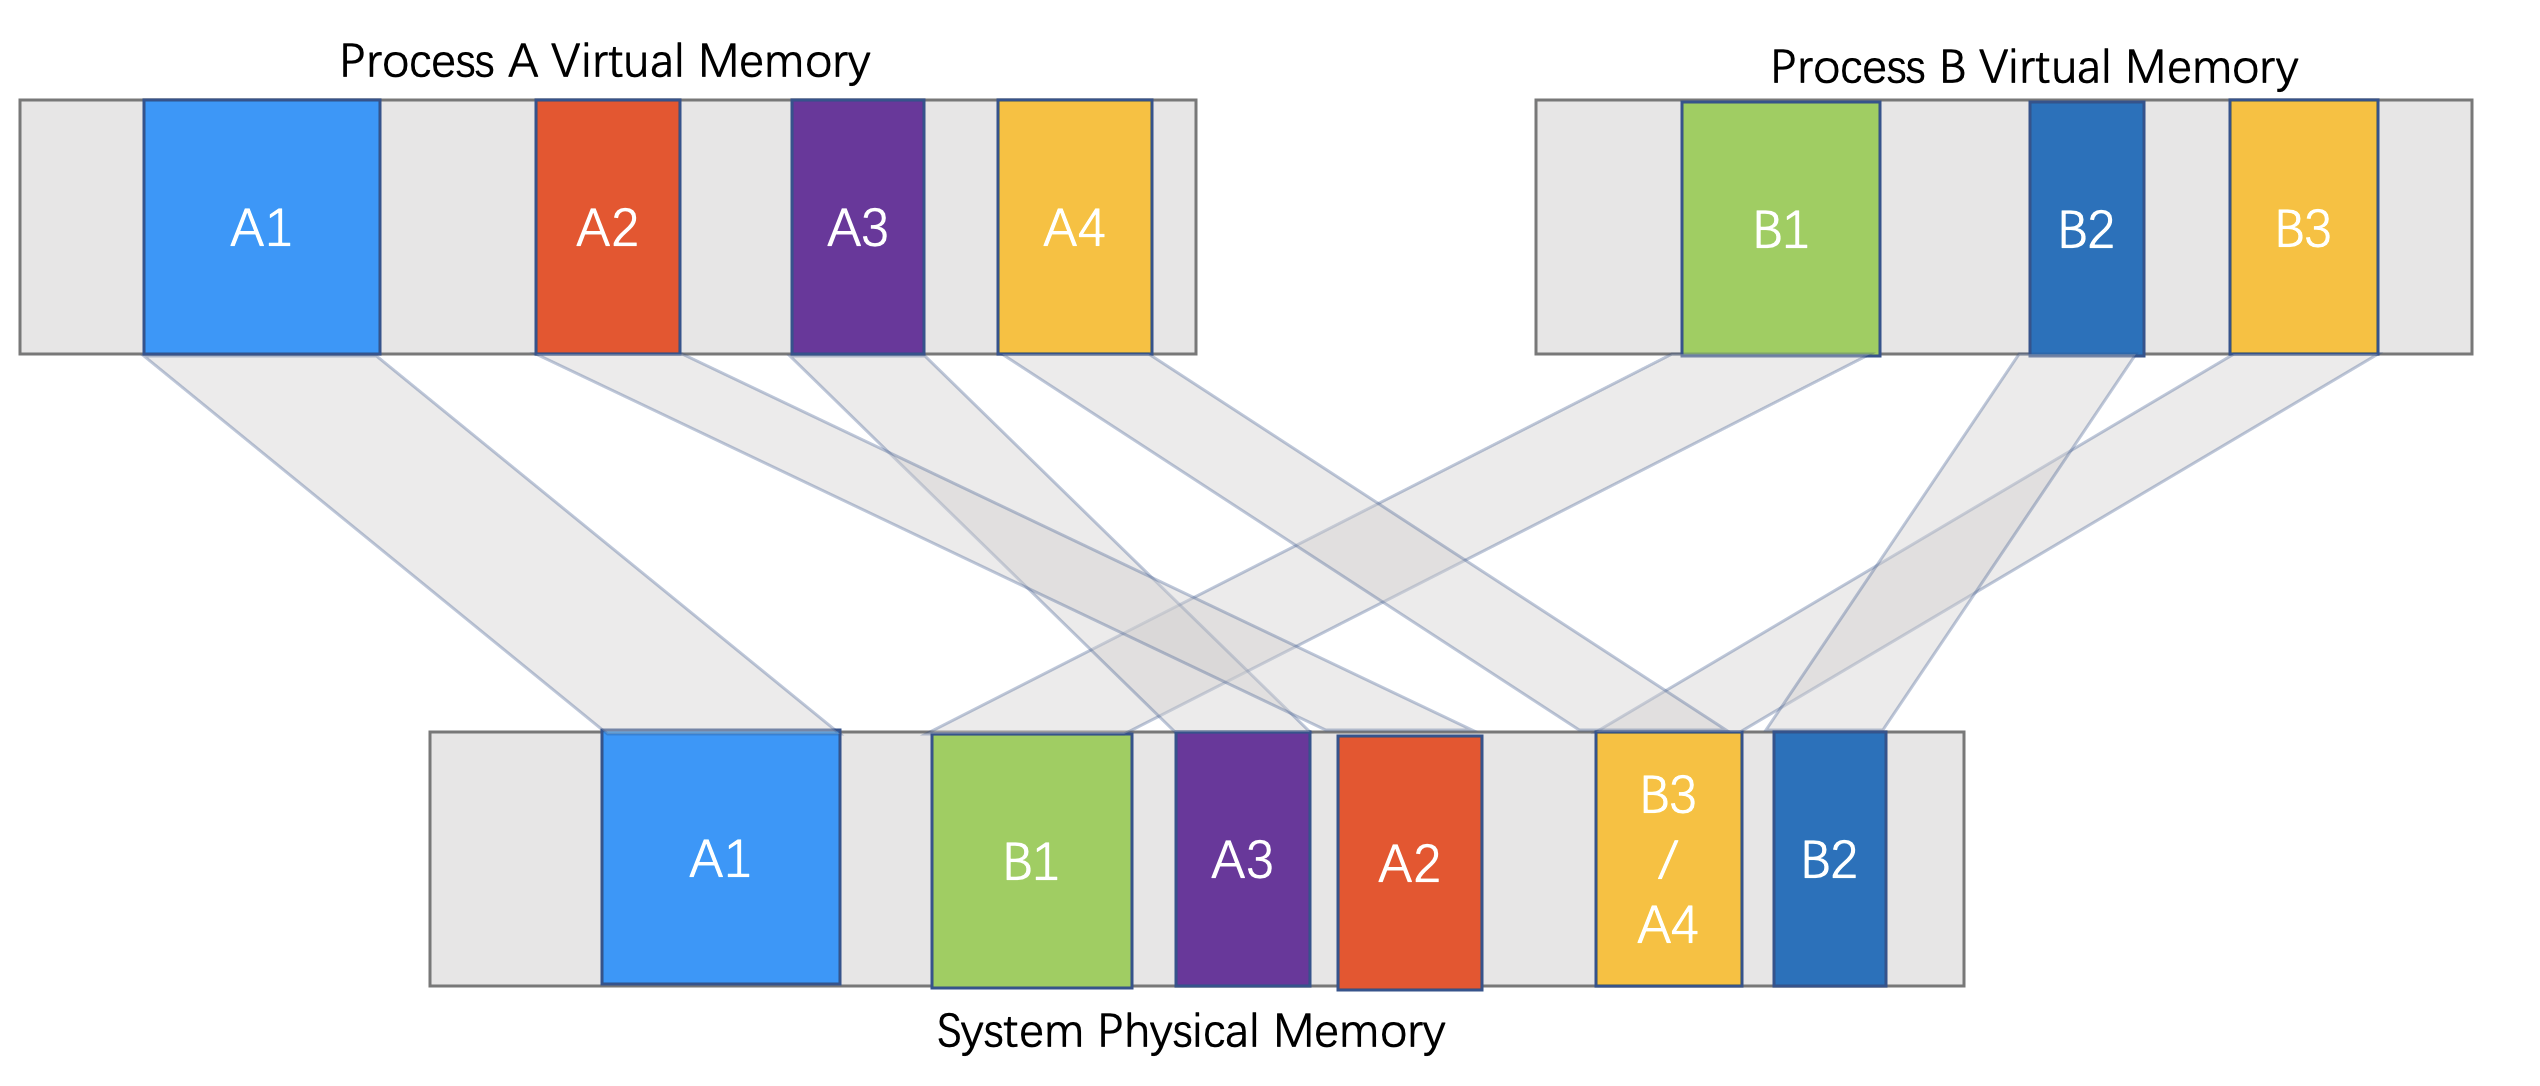 Process A Virtual Memory
Process B Virtual Memory
A1
A2
A3
A4
B1
B2
B3
A1
B1
A3
A2
B3
/
A4
B2
System Physical Memory